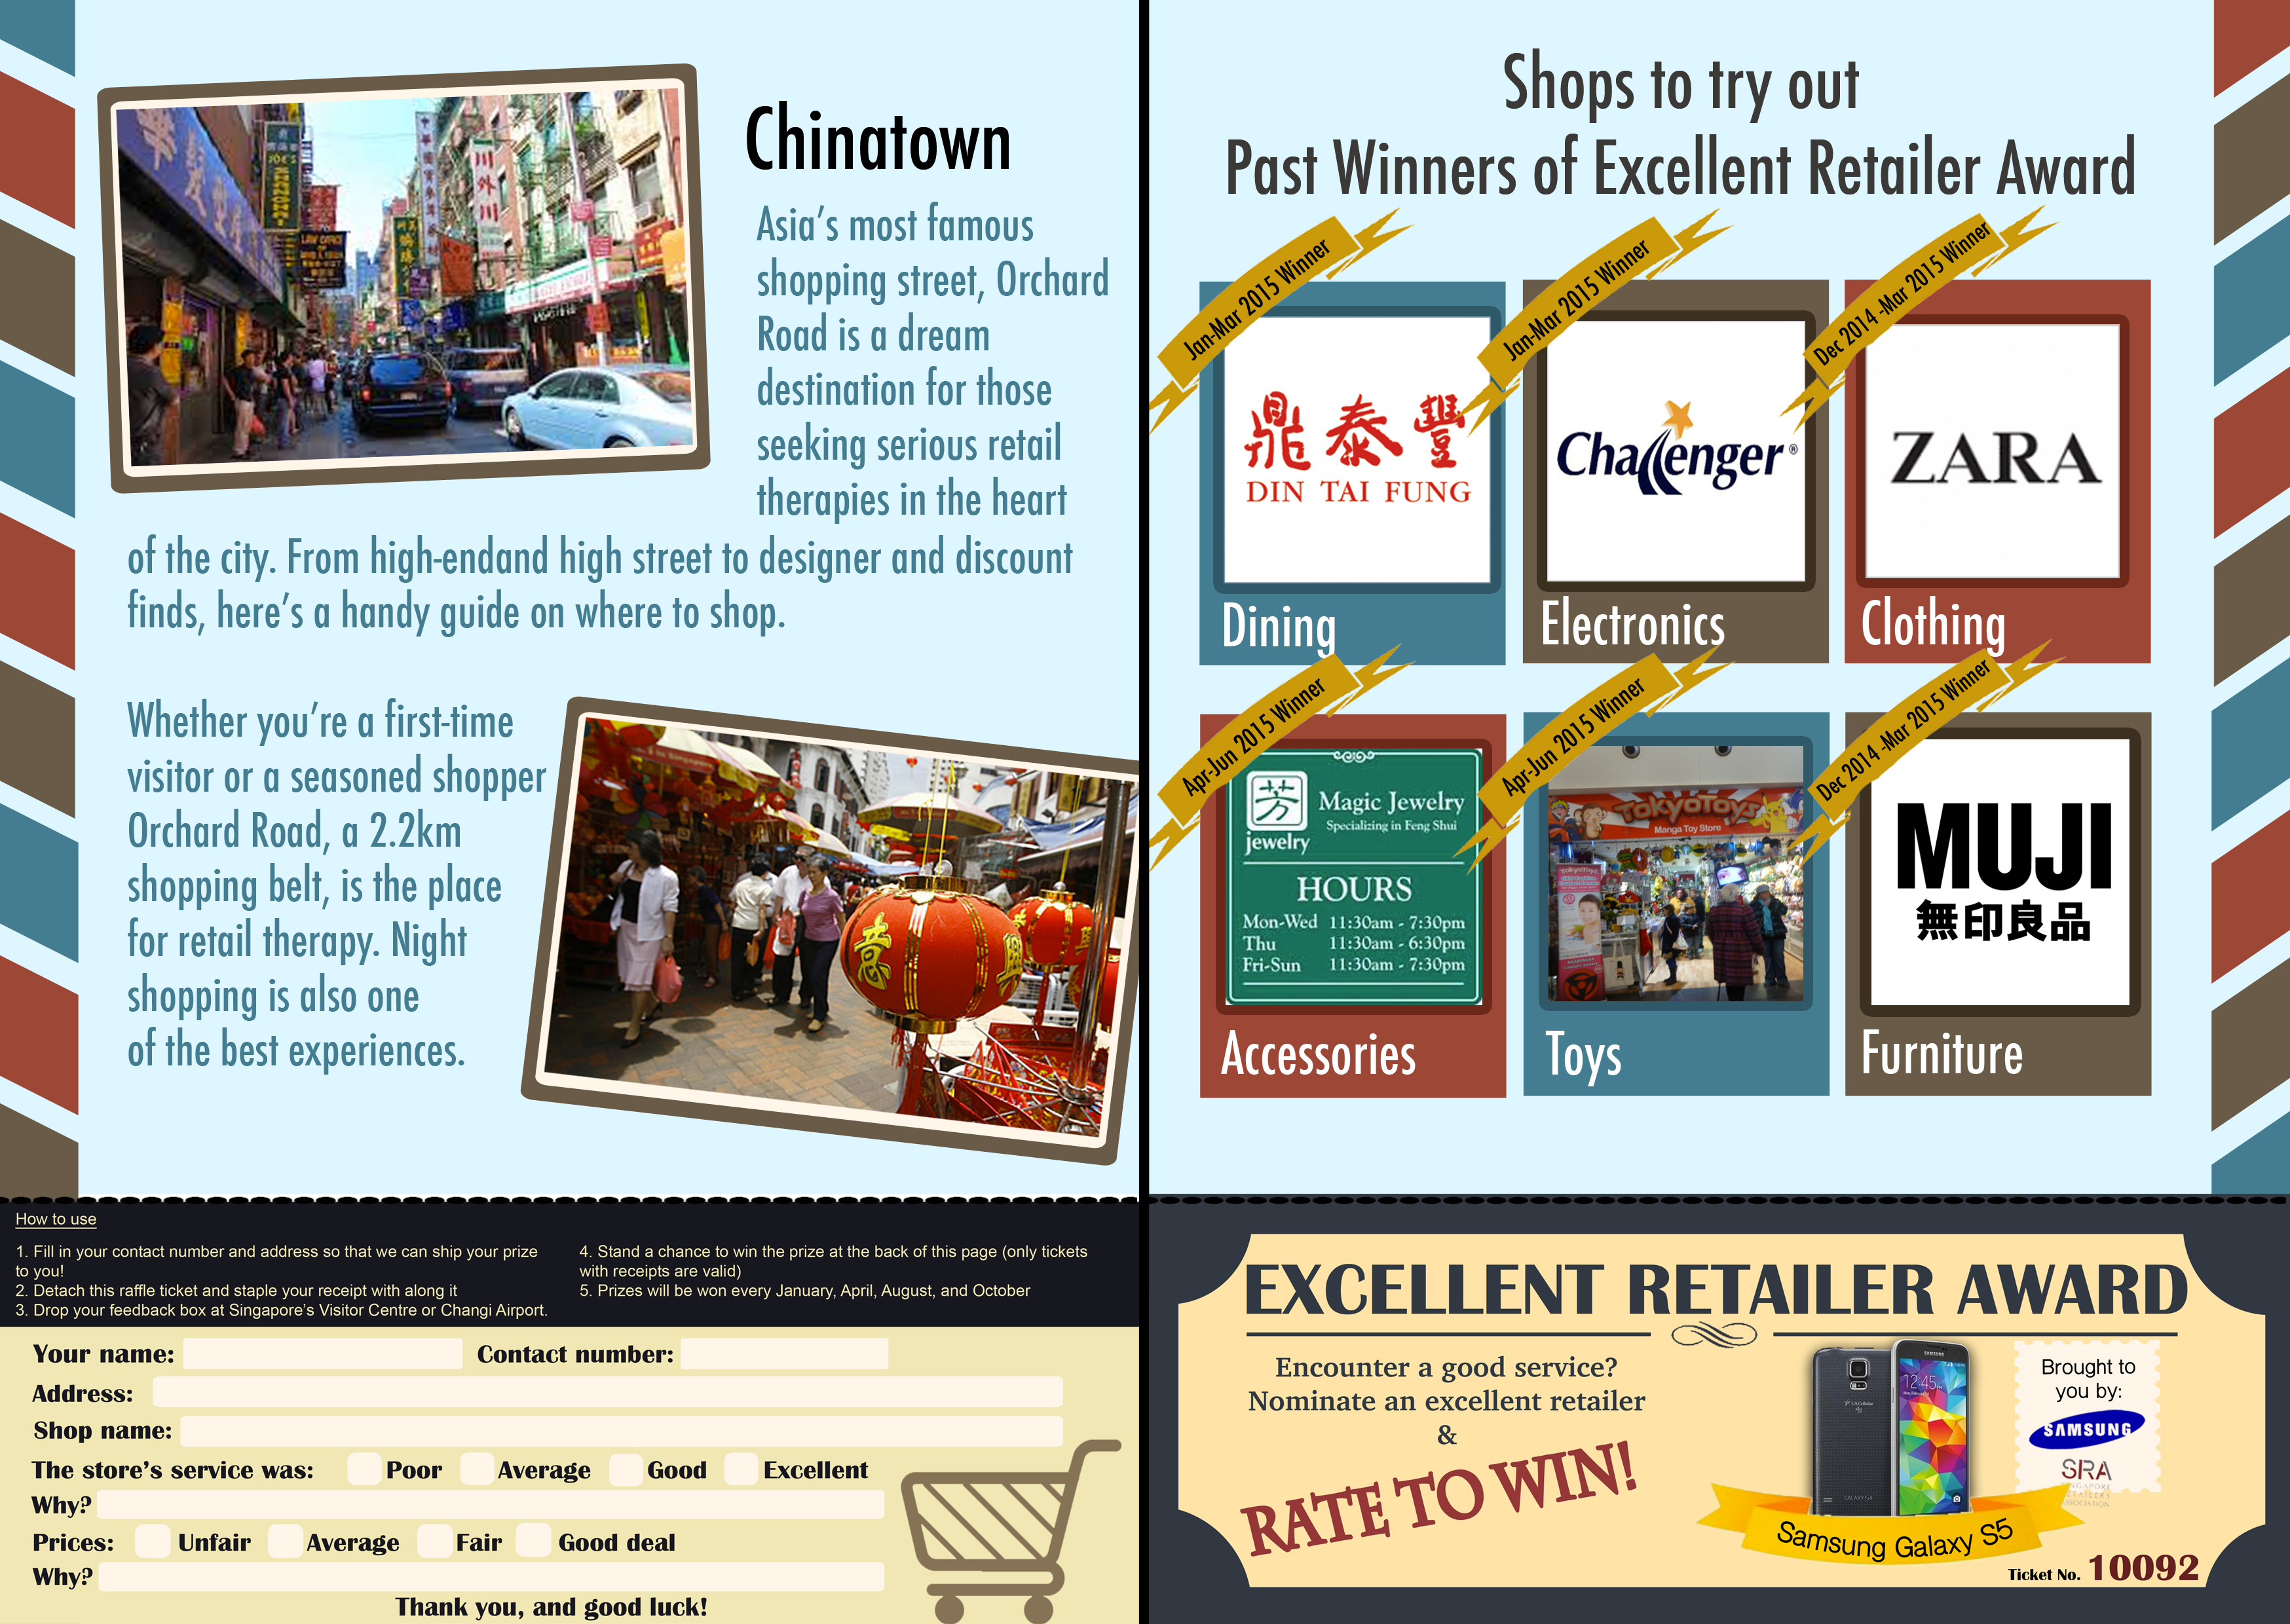 Chinatown
Asia's most famous
shopping street, Orchard
Road is a dream
destination for those
seeking serious retail
therapies in the heart
of the city. From high-endand high street to designer and discount
finds, here's a handy guide on where to shop.
Whether you're a first-time
visitor or a seasoned shopper
Orchard Road, a 2.2km
shopping belt, is the place
for retail therapy. Night
shopping is also one
of the best experiences.
How to use
1. Fill in your contact number and address so that we can ship your prize
to you!
2. Detach this raffle ticket and staple your receipt with along it
3. Drop your feedback box at Singapore's Visitor Centre or Changi Airport.
4. Stand a chance to win the prize at the back of this page (only tickets
with receipts are valid)
5. Prizes will be won every January, April, August, and October
Your name:
Contact number:
Address:
Shop name:
The store's service was: Poor Average Good Excellent
Why?
Prices: Unfair Average Fair Good deal
Why?
Thank you, and good luck!
Shops to try out
Past Winners of Excellent Retailer Award
Jan-Mar 2015 Winner
鼎泰豐
DIN TAI FUNG
Dining
Jan-Mar 2015 Winner
Challenger®
Electronics
Dec 2014 -Mar 2015 Winner
ZARA
Clothing
Apr-Jun 2015 Winner
芳
jewelry
Magic Jewelry
Specializing in Feng Shui
HOURS
Mon-Wed 11:30am - 7:30pm
Thu 11:30am - 6:30pm
Fri-Sun 11:30am - 7:30pm
Accessories
Apr-Jun 2015 Winner
TokyoToys
Manga Toy Store
Toys
Dec 2014 -Mar 2015 Winner
MUJI
無印良品
Furniture
EXCELLENT RETAILER AWARD
Encounter a good service?
Nominate an excellent retailer
&
RATE TO WIN!
12:45
Samsung Galaxy S5
Brought to
you by:
SAMSUNG
SRA
Ticket No. 10092